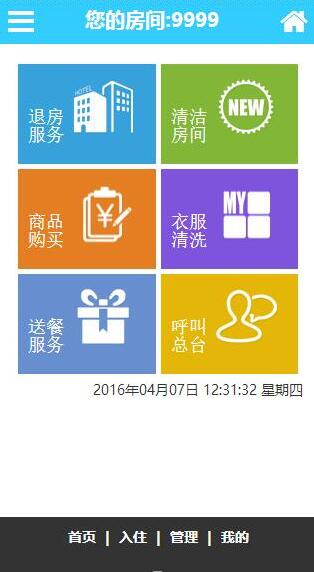 您的房间:9999
HOTEL
退房
服务
NEW
清洁
房间
商品
购买
¥
MY
衣服
清洗
送餐
服务
呼叫
总台
2016年04月07日 12:31:32 星期四
首页 | 入住 | 管理 | 我的